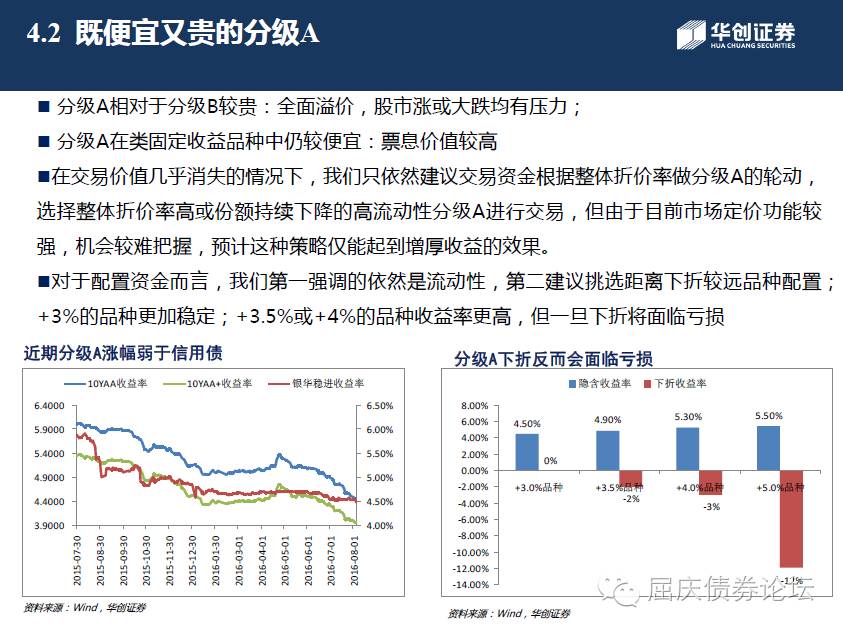 4.2 既便宜又贵的分级A
华创证券
HUA CHUANG SECURITIES
■ 分级A相对于分级B较贵：全面溢价，股市涨或大跌均有压力；
■ 分级A在类固定收益品种中仍较便宜：票息价值较高
■在交易价值几乎消失的情况下，我们只依然建议交易资金根据整体折价率做分级A的轮动，
选择整体折价率高或份额持续下降的高流动性分级A进行交易，但由于目前市场定价功能较
强，机会较难把握，预计这种策略仅能起到增厚收益的效果。
■对于配置资金而言，我们第一强调的依然是流动性，第二建议挑选距离下折较远品种配置；
+3%的品种更加稳定；+3.5%或+4%的品种收益率更高，但一旦下折将面临亏损
近期分级A涨幅弱于信用债
10YAA收益率 10YAA+收益率 银华稳进收益率
6.4000
5.9000
5.4000
4.9000
4.4000
3.9000
6.50%
6.00%
5.50%
5.00%
4.50%
4.00%
2015-07-30
2015-08-30
2015-09-30
2015-10-30
2015-11-30
2015-12-30
2016-01-30
2016-03-01
2016-04-01
2016-05-01
2016-06-01
2016-07-01
2016-08-01
资料来源：Wind，华创证券
分级A下折反而会面临亏损
隐含收益率 下折收益率
8.00%
6.00%
4.00%
2.00%
0.00%
-2.00%
-4.00%
-6.00%
-8.00%
-10.00%
-12.00%
-14.00%
4.50%
4.90%
5.30%
5.50%
0%
-2%
-3%
-12%
+3.0%品种
+3.5%品种
+4.0%品种
+5.0%品种
屈庆债券论坛
资料来源：Wind，华创证券